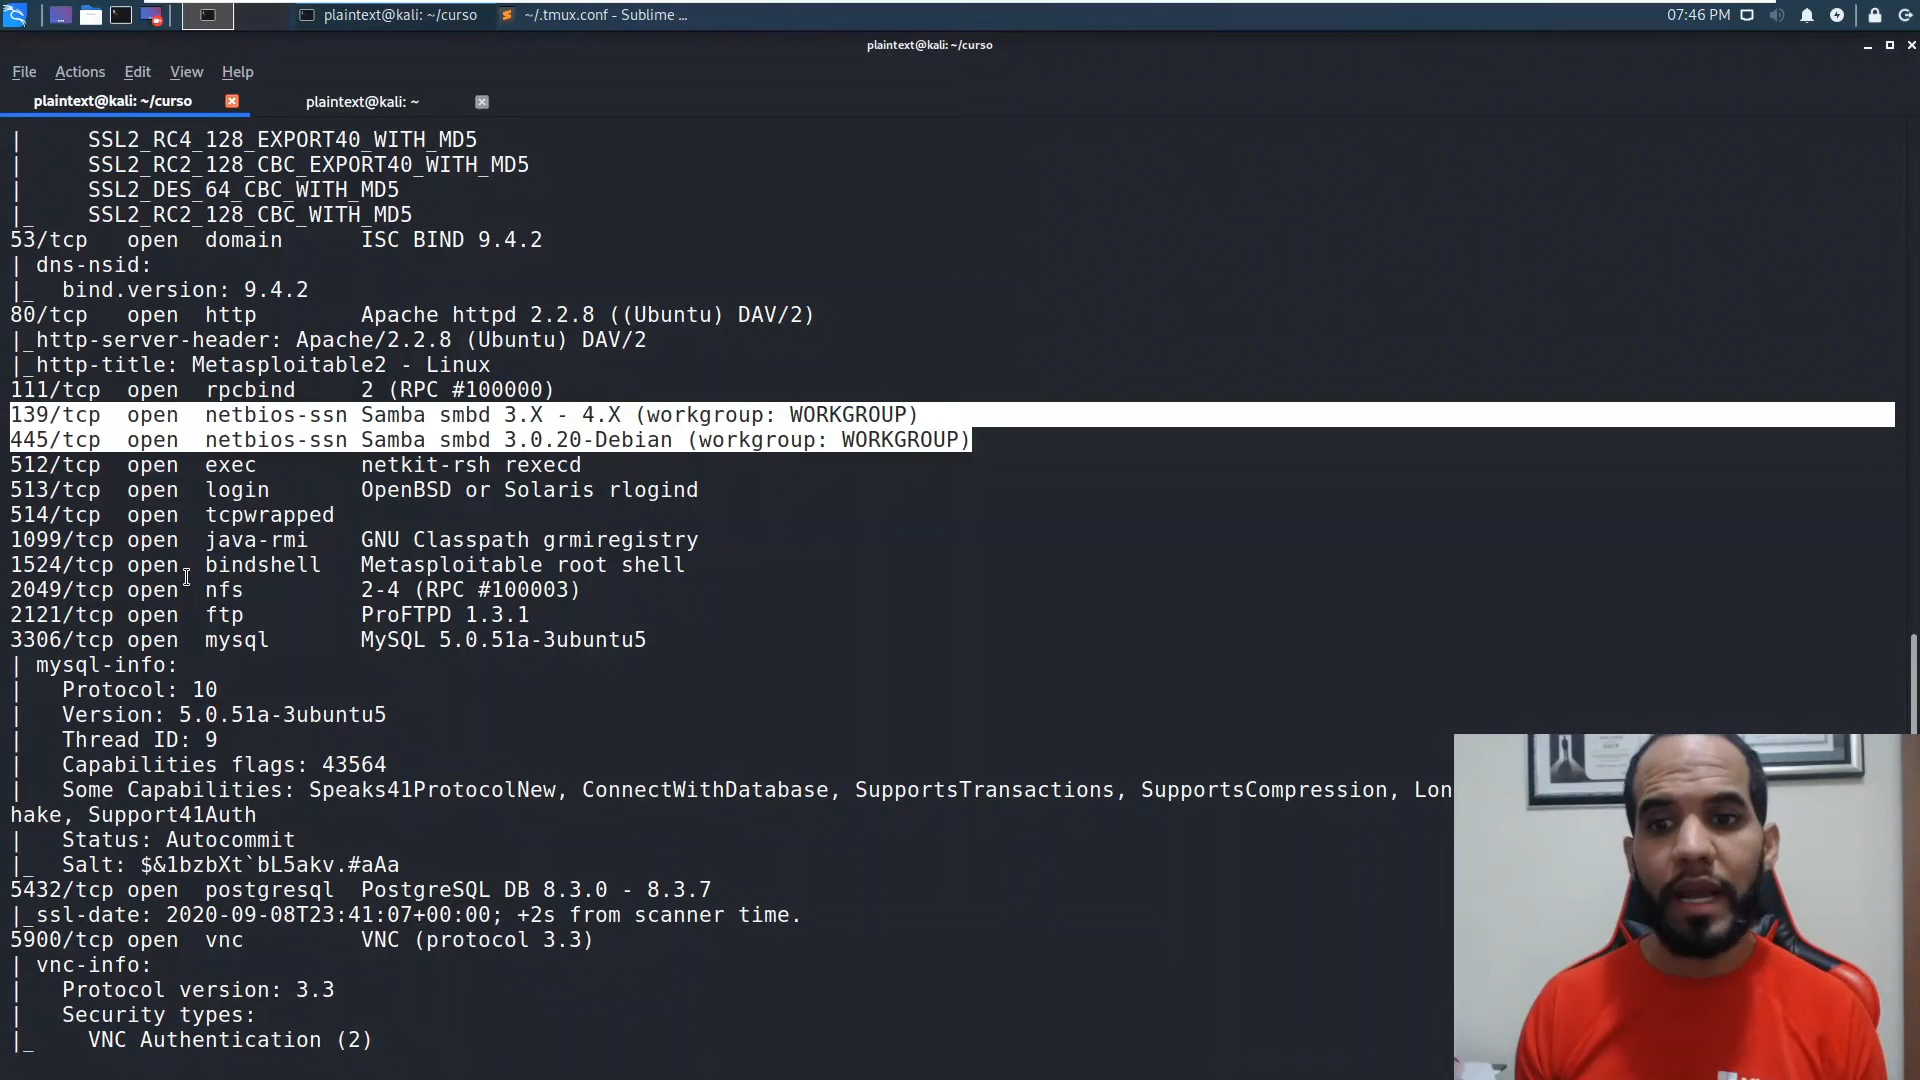 plaintext@kali: ~/curso
~/.tmux.conf - Sublime ...
07:46 PM
plaintext@kali: ~/curso
File Actions Edit View Help
plaintext@kali: ~/curso
plaintext@kali: ~
|     SSL2_RC4_128_EXPORT40_WITH_MD5
|     SSL2_RC2_128_CBC_EXPORT40_WITH_MD5
|     SSL2_DES_64_CBC_WITH_MD5
|_    SSL2_RC2_128_CBC_WITH_MD5
53/tcp   open  domain      ISC BIND 9.4.2
| dns-nsid:
|_  bind.version: 9.4.2
80/tcp   open  http        Apache httpd 2.2.8 ((Ubuntu) DAV/2)
|_http-server-header: Apache/2.2.8 (Ubuntu) DAV/2
|_http-title: Metasploitable2 - Linux
111/tcp  open  rpcbind     2 (RPC #100000)
139/tcp  open  netbios-ssn Samba smbd 3.X - 4.X (workgroup: WORKGROUP)
445/tcp  open  netbios-ssn Samba smbd 3.0.20-Debian (workgroup: WORKGROUP)
512/tcp  open  exec        netkit-rsh rexecd
513/tcp  open  login       OpenBSD or Solaris rlogind
514/tcp  open  tcpwrapped
1099/tcp open  java-rmi    GNU Classpath grmiregistry
1524/tcp open  bindshell   Metasploitable root shell
2049/tcp open  nfs         2-4 (RPC #100003)
2121/tcp open  ftp         ProFTPD 1.3.1
3306/tcp open  mysql       MySQL 5.0.51a-3ubuntu5
| mysql-info:
|   Protocol: 10
|   Version: 5.0.51a-3ubuntu5
|   Thread ID: 9
|   Capabilities flags: 43564
|   Some Capabilities: Speaks41ProtocolNew, ConnectWithDatabase, SupportsTransactions, SupportsCompression, Lon
hake, Support41Auth
|   Status: Autocommit
|_  Salt: $&1bzbXt`bL5akv.#aAa
5432/tcp open  postgresql  PostgreSQL DB 8.3.0 - 8.3.7
|_ssl-date: 2020-09-08T23:41:07+00:00; +2s from scanner time.
5900/tcp open  vnc         VNC (protocol 3.3)
| vnc-info:
|   Protocol version: 3.3
|   Security types:
|_    VNC Authentication (2)